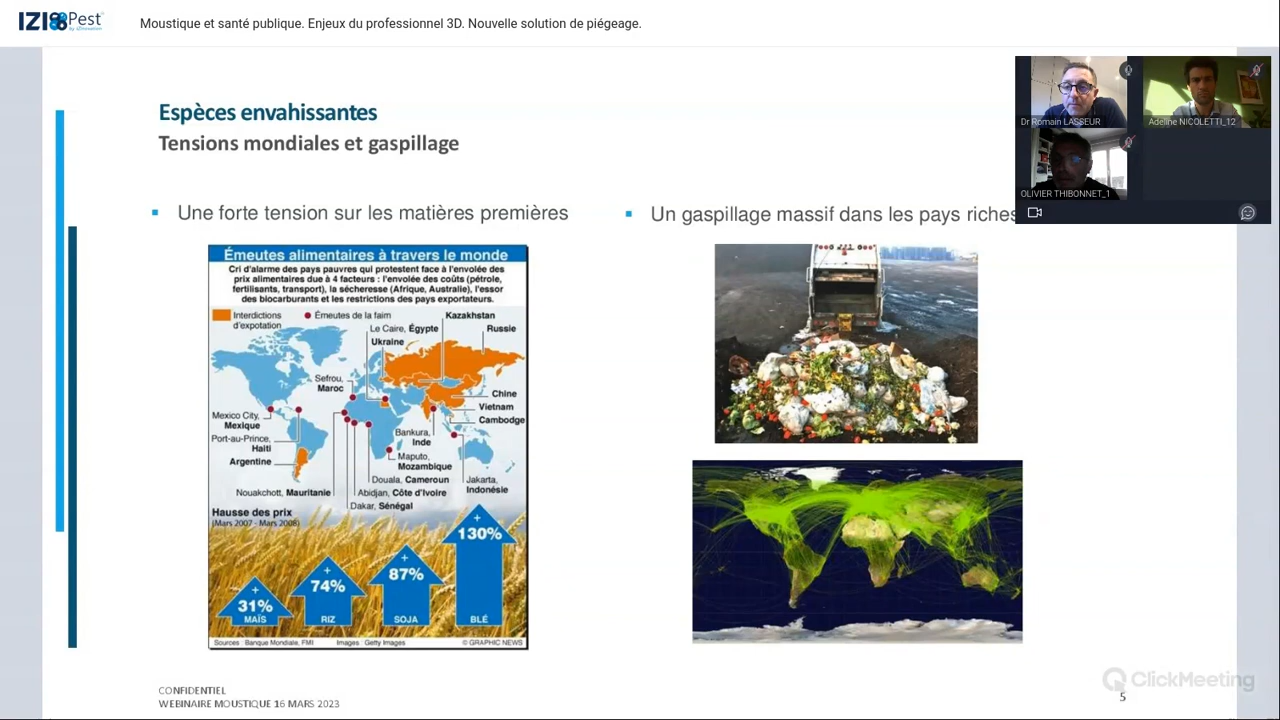 IZI Pest
by IZInovation
Moustique et santé publique. Enjeux du professionnel 3D. Nouvelle solution de piégeage.
Espèces envahissantes
Tensions mondiales et gaspillage
Une forte tension sur les matières premières
Un gaspillage massif dans les pays riches
Dr Romain LASSEUR
Adeline NICOLETTI_12
OLIVIER THIBONNET_1
Émeutes alimentaires à travers le monde
Cri d'alarme des pays pauvres qui protestent face à l'envolée des
prix alimentaires due à 4 facteurs : l'envolée des coûts (pétrole,
fertilisants, transport), la sécheresse (Afrique, Australie), l'essor
des biocarburants et les restrictions des pays exportateurs.
Interdictions
d'expotation
Émeutes de la faim
Kazakhstan
Le Caire, Égypte
Russie
Ukraine
Sefrou,
Maroc
Chine
Vietnam
Cambodge
Mexico City,
Mexique
Bankura,
Inde
Port-au-Prince,
Haïti
Maputo,
Mozambique
Argentine
Douala, Cameroun
Jakarta,
Indonésie
Nouakchott, Mauritanie
Abidjan, Côte d'Ivoire
Dakar, Sénégal
Hausse des prix
(Mars 2007 - Mars 2008)
+
31%
MAÏS
+
74%
RIZ
+
87%
SOJA
+
130%
BLÉ
Sources : Banque Mondiale, FMI Images : Getty Images © GRAPHIC NEWS
CONFIDENTIEL
WEBINAIRE MOUSTIQUE 16 MARS 2023
ClickMeeting
5